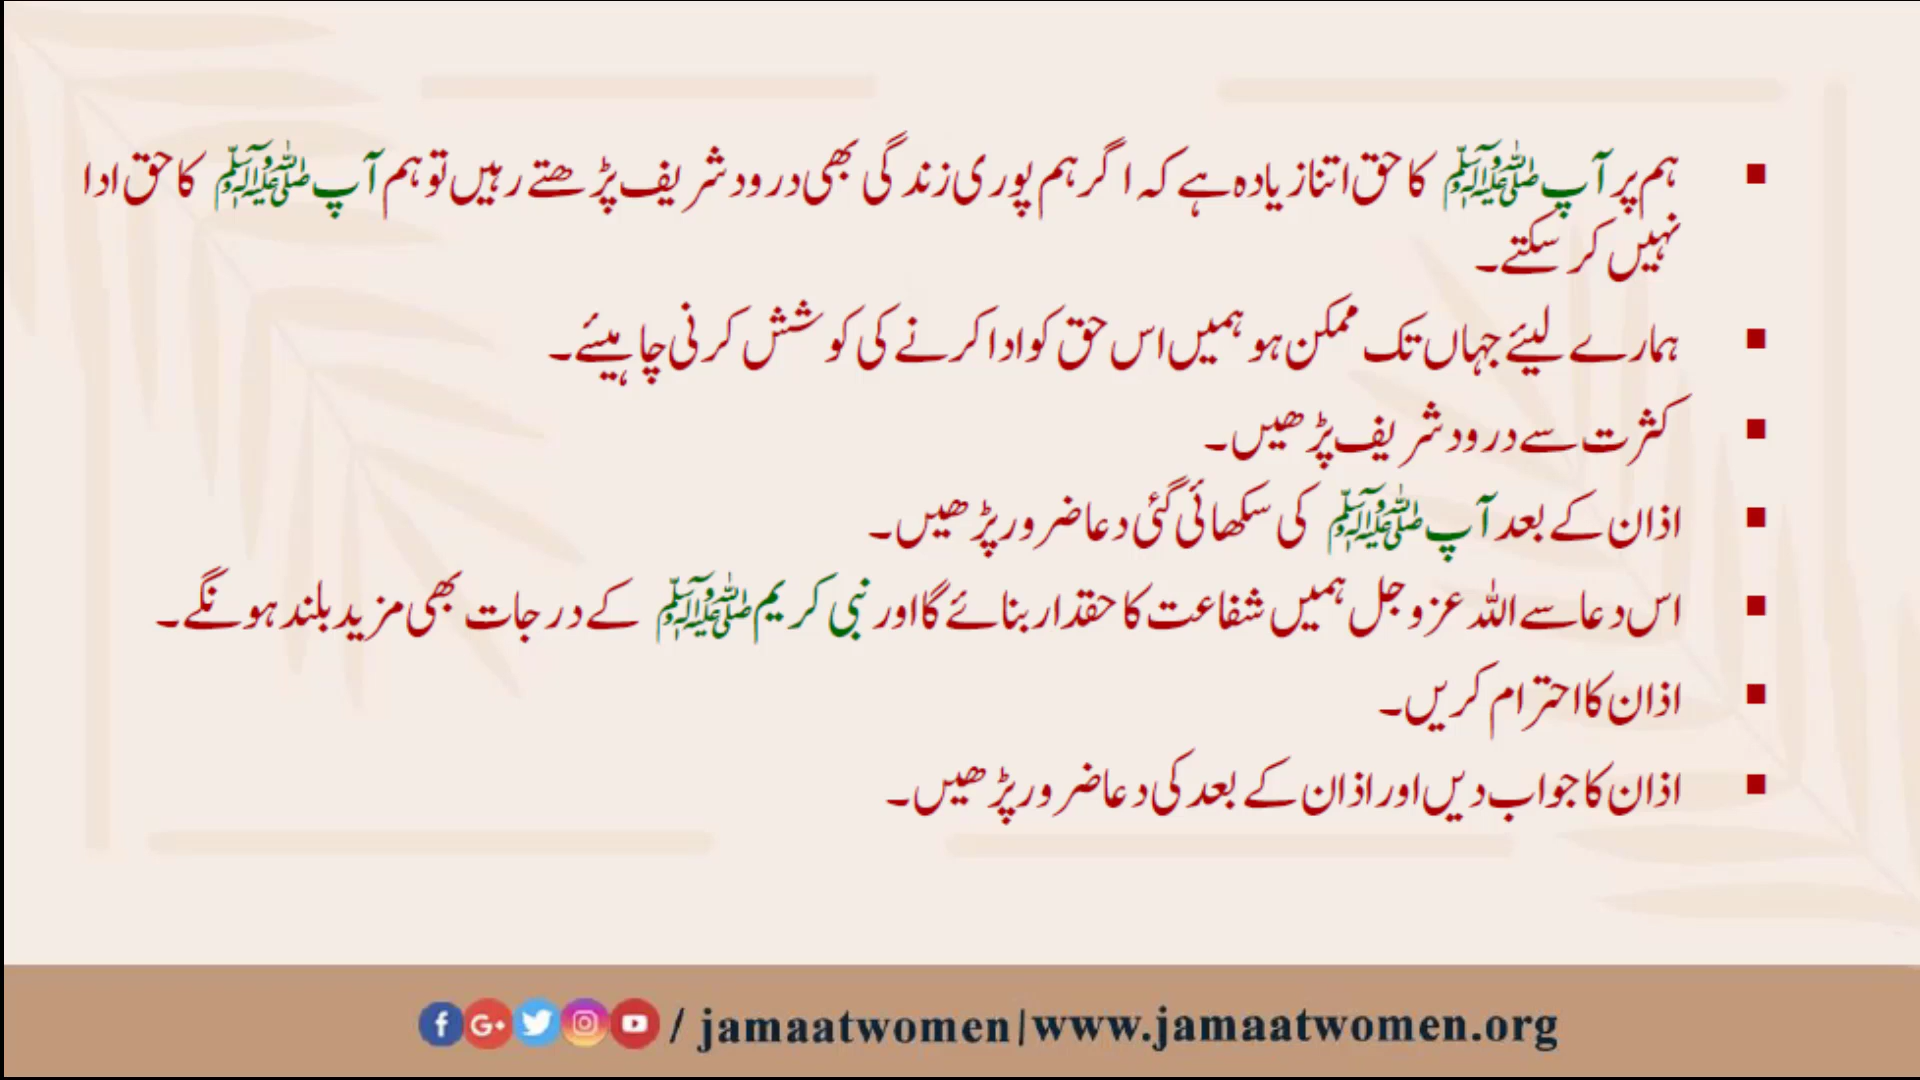 ▪ ہم پر آپ ﷺ کا حق اتنا زیادہ ہے کہ اگر ہم پوری زندگی بھی درود شریف پڑھتے رہیں تو ہم آپ ﷺ کا حق ادا
نہیں کر سکتے۔
▪ ہمارے لیئے جہاں تک ممکن ہو ہمیں اس حق کو ادا کرنے کی کوشش کرنی چاہیئے۔
▪ کثرت سے درود شریف پڑھیں۔
▪ اذان کے بعد آپ ﷺ کی سکھائی گئی دعا ضرور پڑھیں۔
▪ اس دعا سے اللہ عزوجل ہمیں شفاعت کا حقدار بنائے گا اور نبی کریم ﷺ کے درجات بھی مزید بلند ہونگے۔
▪ اذان کا احترام کریں۔
▪ اذان کا جواب دیں اور اذان کے بعد کی دعا ضرور پڑھیں۔
/ jamaatwomen|www.jamaatwomen.org